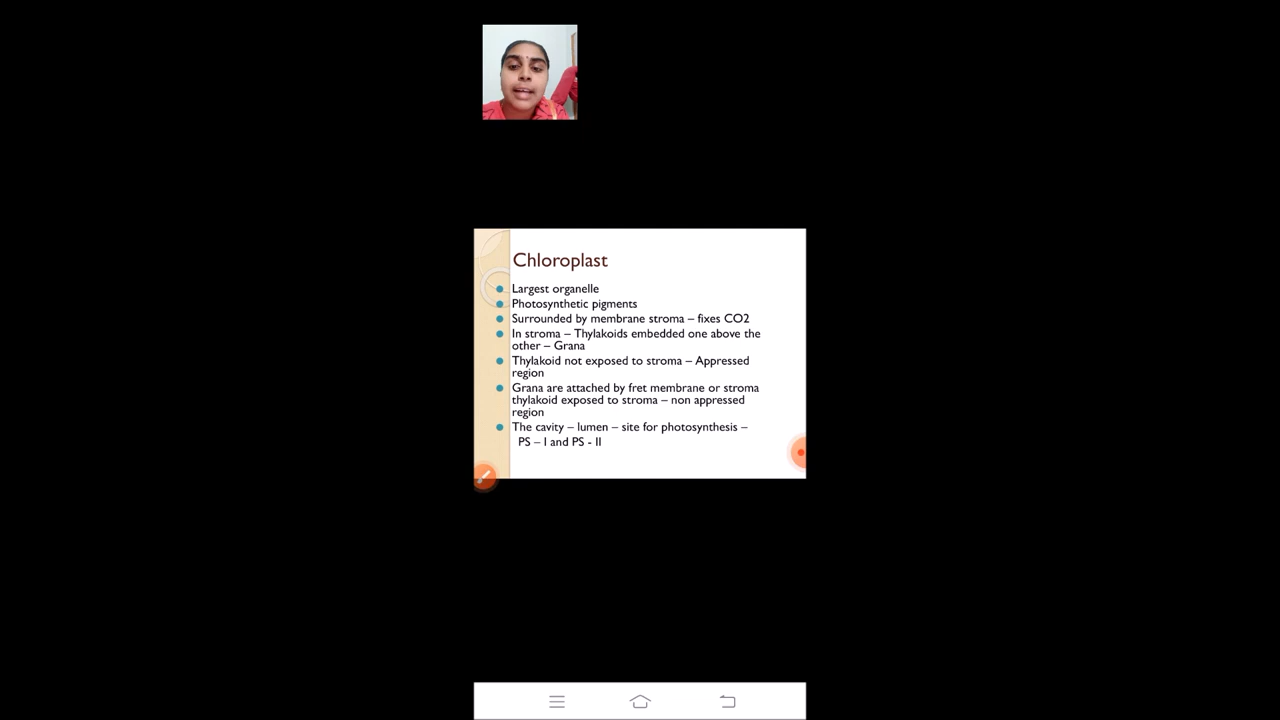 Chloroplast
Largest organelle
Photosynthetic pigments
Surrounded by membrane stroma – fixes CO2
In stroma – Thylakoids embedded one above the
other – Grana
Thylakoid not exposed to stroma – Appressed
region
Grana are attached by fret membrane or stroma
thylakoid exposed to stroma – non appressed
region
The cavity – lumen – site for photosynthesis –
PS – I and PS - II